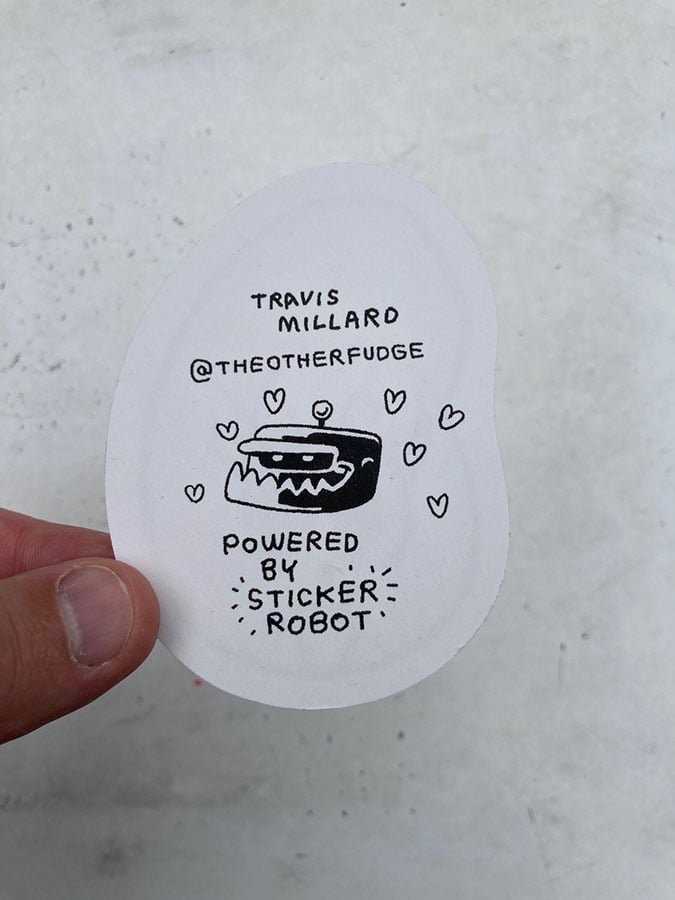 TRAVIS
MILLARD
@THEOTHERFUDGE
POWERED
BY
STICKER
ROBOT